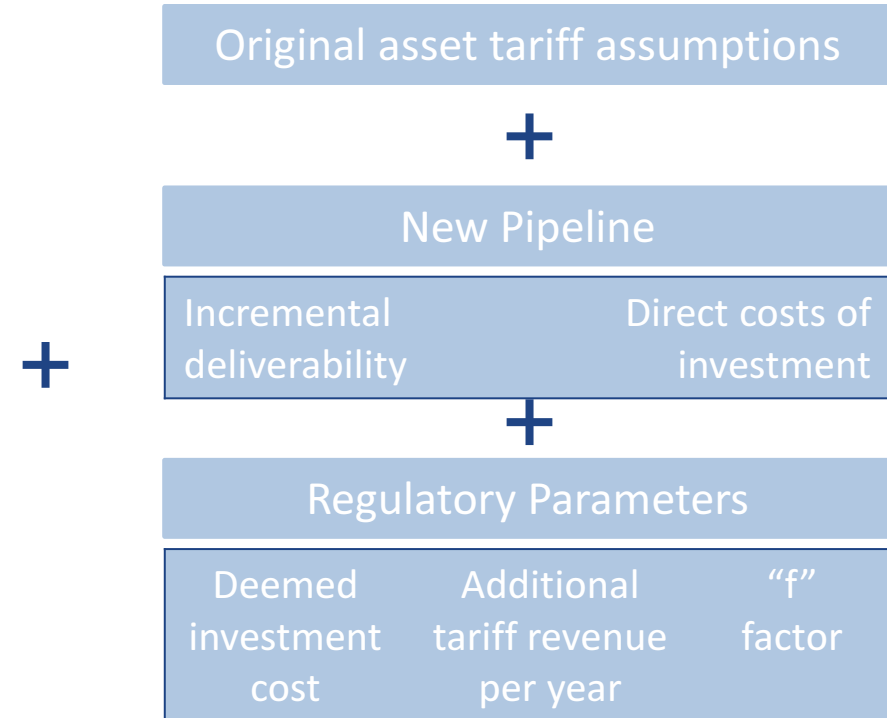 Original asset tariff assumptions
+
New Pipeline
Incremental
deliverability
Direct costs of
investment
+
+
Regulatory Parameters
Deemed
investment
cost
Additional
tariff revenue
per year
“f”
factor